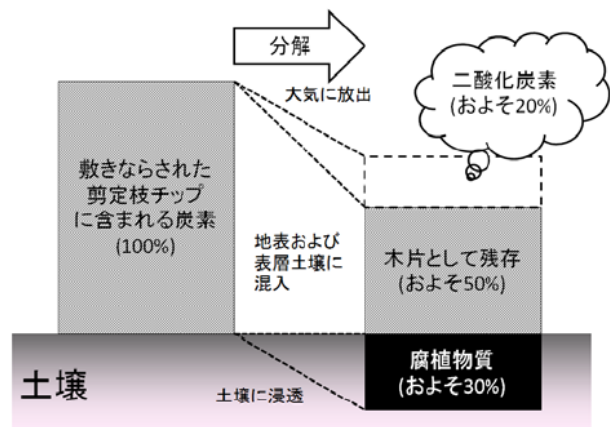 分解
大気に放出
二酸化炭素
(およそ20%)
敷きならされた
剪定枝チップ
に含まれる炭素
(100%)
地表および
表層土壌に
混入
木片として残存
(およそ50%)
土壌
土壌に浸透
腐植物質
(およそ30%)